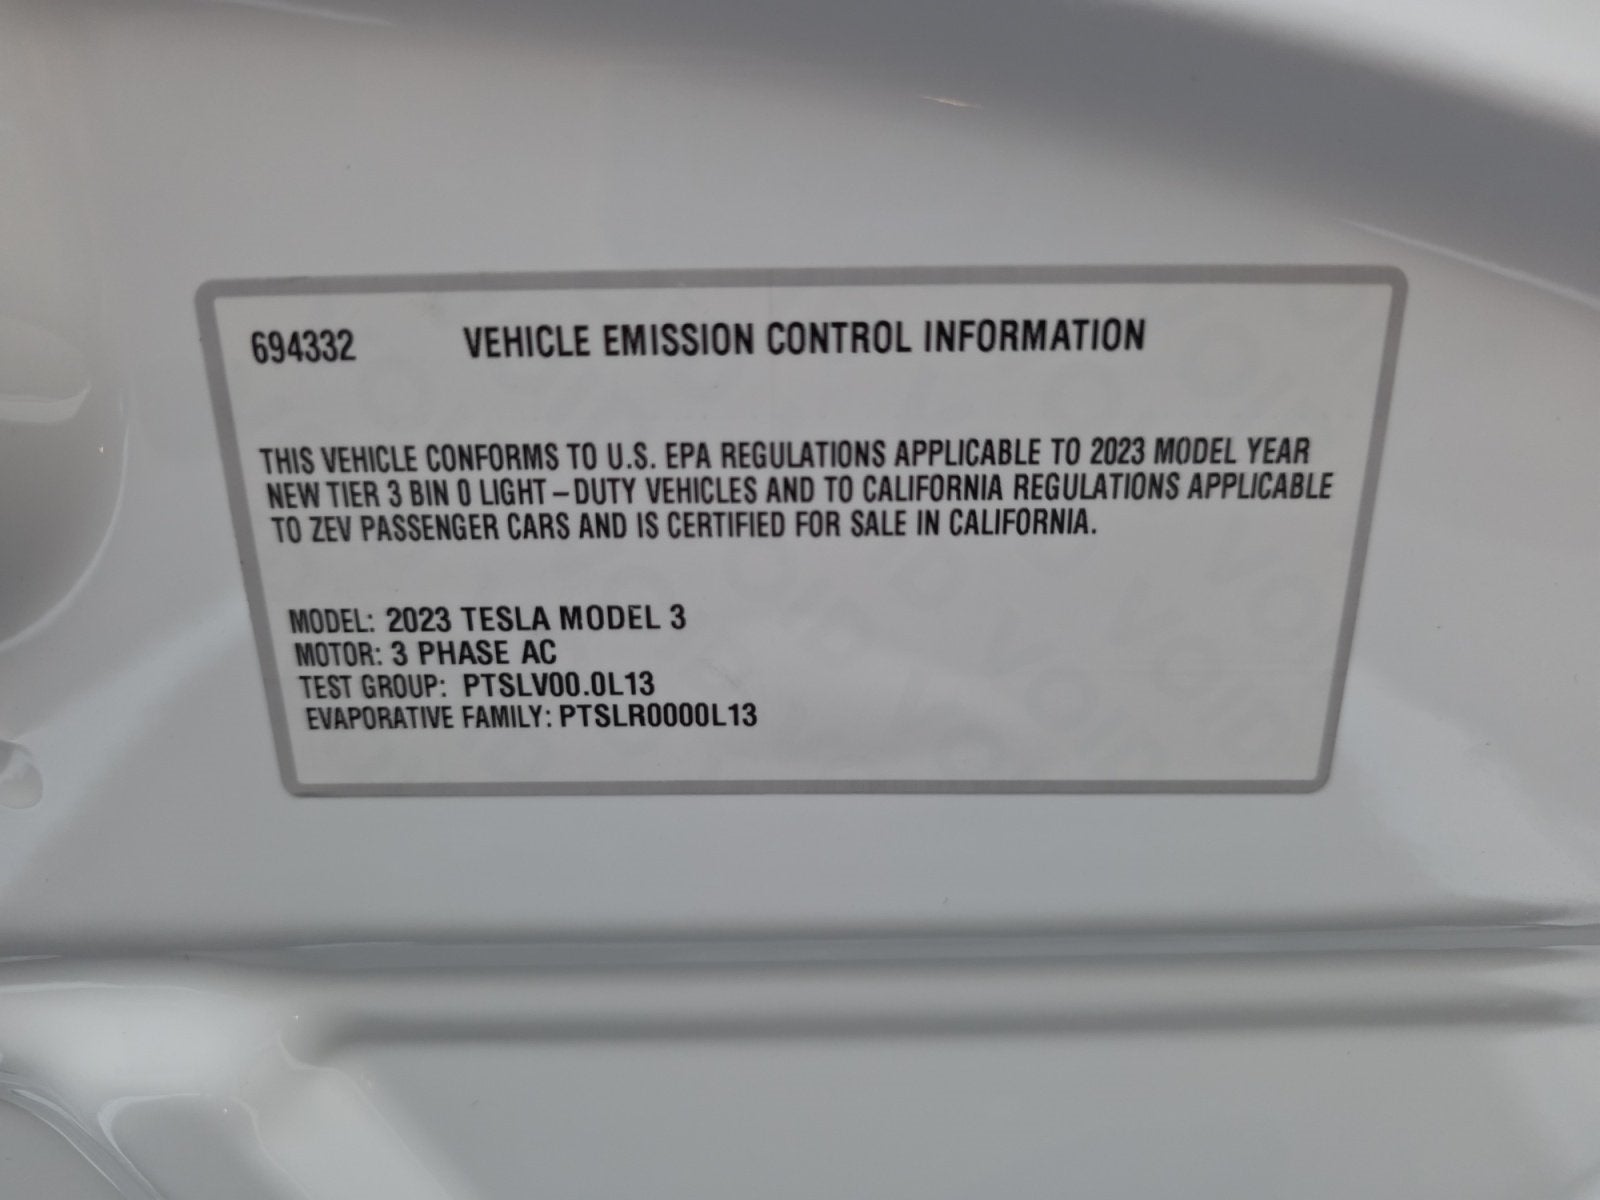 694332 VEHICLE EMISSION CONTROL INFORMATION
THIS VEHICLE CONFORMS TO U.S. EPA REGULATIONS APPLICABLE TO 2023 MODEL YEAR
NEW TIER 3 BIN 0 LIGHT-DUTY VEHICLES AND TO CALIFORNIA REGULATIONS APPLICABLE
TO ZEV PASSENGER CARS AND IS CERTIFIED FOR SALE IN CALIFORNIA.
MODEL: 2023 TESLA MODEL 3
MOTOR: 3 PHASE AC
TEST GROUP: PTSLV00.0L13
EVAPORATIVE FAMILY: PTSLR0000L13